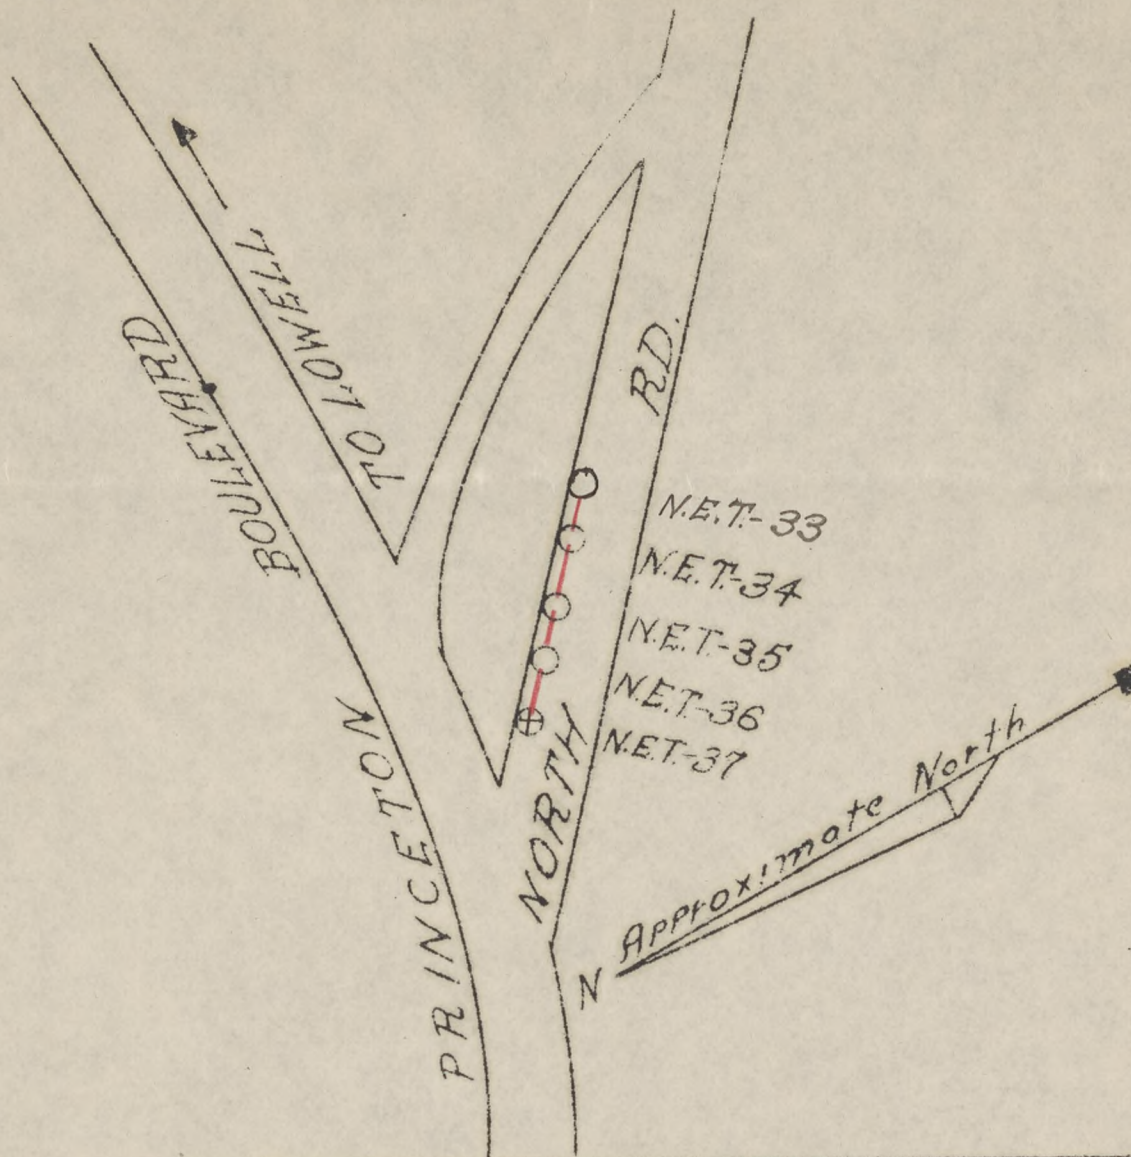 TO LOWELL
BOULEVARD
PRINCETON
NORTH RD.
N.E.T.-33
N.E.T.-34
N.E.T.-35
N.E.T.-36
N.E.T.-37
Approximate North
N